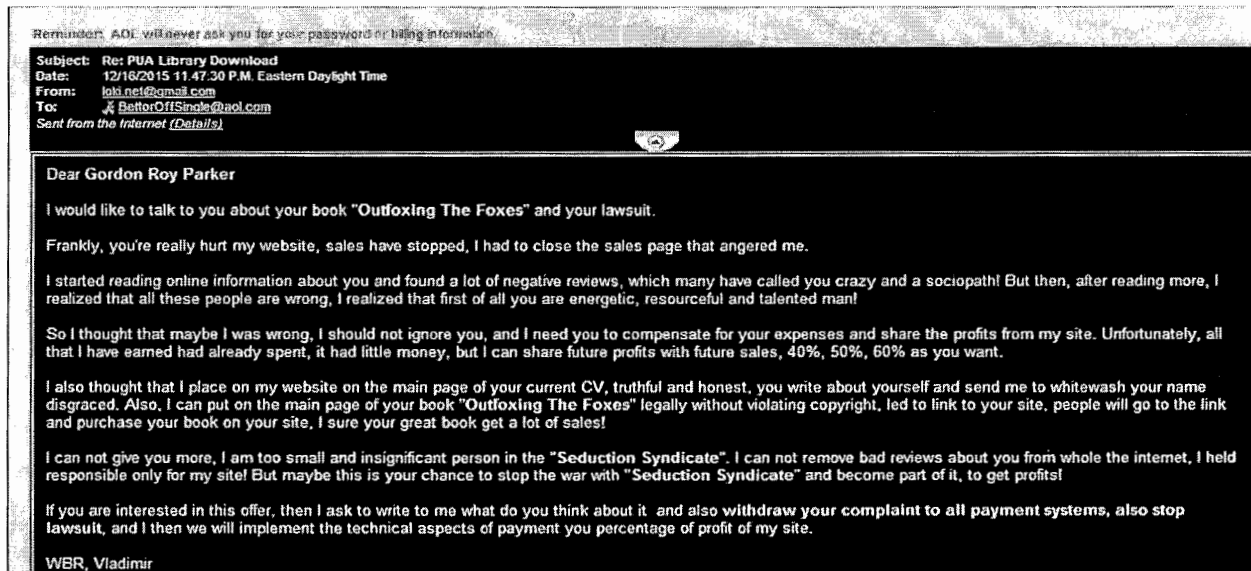 Reminder: AOL will never ask you for your password or billing information.
Subject: Re: PUA Library Download
Date: 12/16/2015 11:47:30 P.M. Eastern Daylight Time
From: loki.net@gmail.com
To: BettorOffSingle@aol.com
Sent from the Internet (Details)
Dear Gordon Roy Parker
I would like to talk to you about your book "Outfoxing The Foxes" and your lawsuit.
Frankly, you're really hurt my website, sales have stopped, I had to close the sales page that angered me.
I started reading online information about you and found a lot of negative reviews, which many have called you crazy and a sociopath! But then, after reading more, I
realized that all these people are wrong, I realized that first of all you are energetic, resourceful and talented man!
So I thought that maybe I was wrong, I should not ignore you, and I need you to compensate for your expenses and share the profits from my site. Unfortunately, all
that I have earned had already spent, it had little money, but I can share future profits with future sales, 40%, 50%, 60% as you want.
I also thought that I place on my website on the main page of your current CV, truthful and honest, you write about yourself and send me to whitewash your name
disgraced. Also, I can put on the main page of your book "Outfoxing The Foxes" legally without violating copyright, led to link to your site, people will go to the link
and purchase your book on your site, I sure your great book get a lot of sales!
I can not give you more, I am too small and insignificant person in the "Seduction Syndicate". I can not remove bad reviews about you from whole the internet, I held
responsible only for my site! But maybe this is your chance to stop the war with "Seduction Syndicate" and become part of it, to get profits!
If you are interested in this offer, then I ask to write to me what do you think about it and also withdraw your complaint to all payment systems, also stop
lawsuit, and I then we will implement the technical aspects of payment you percentage of profit of my site.
WBR, Vladimir